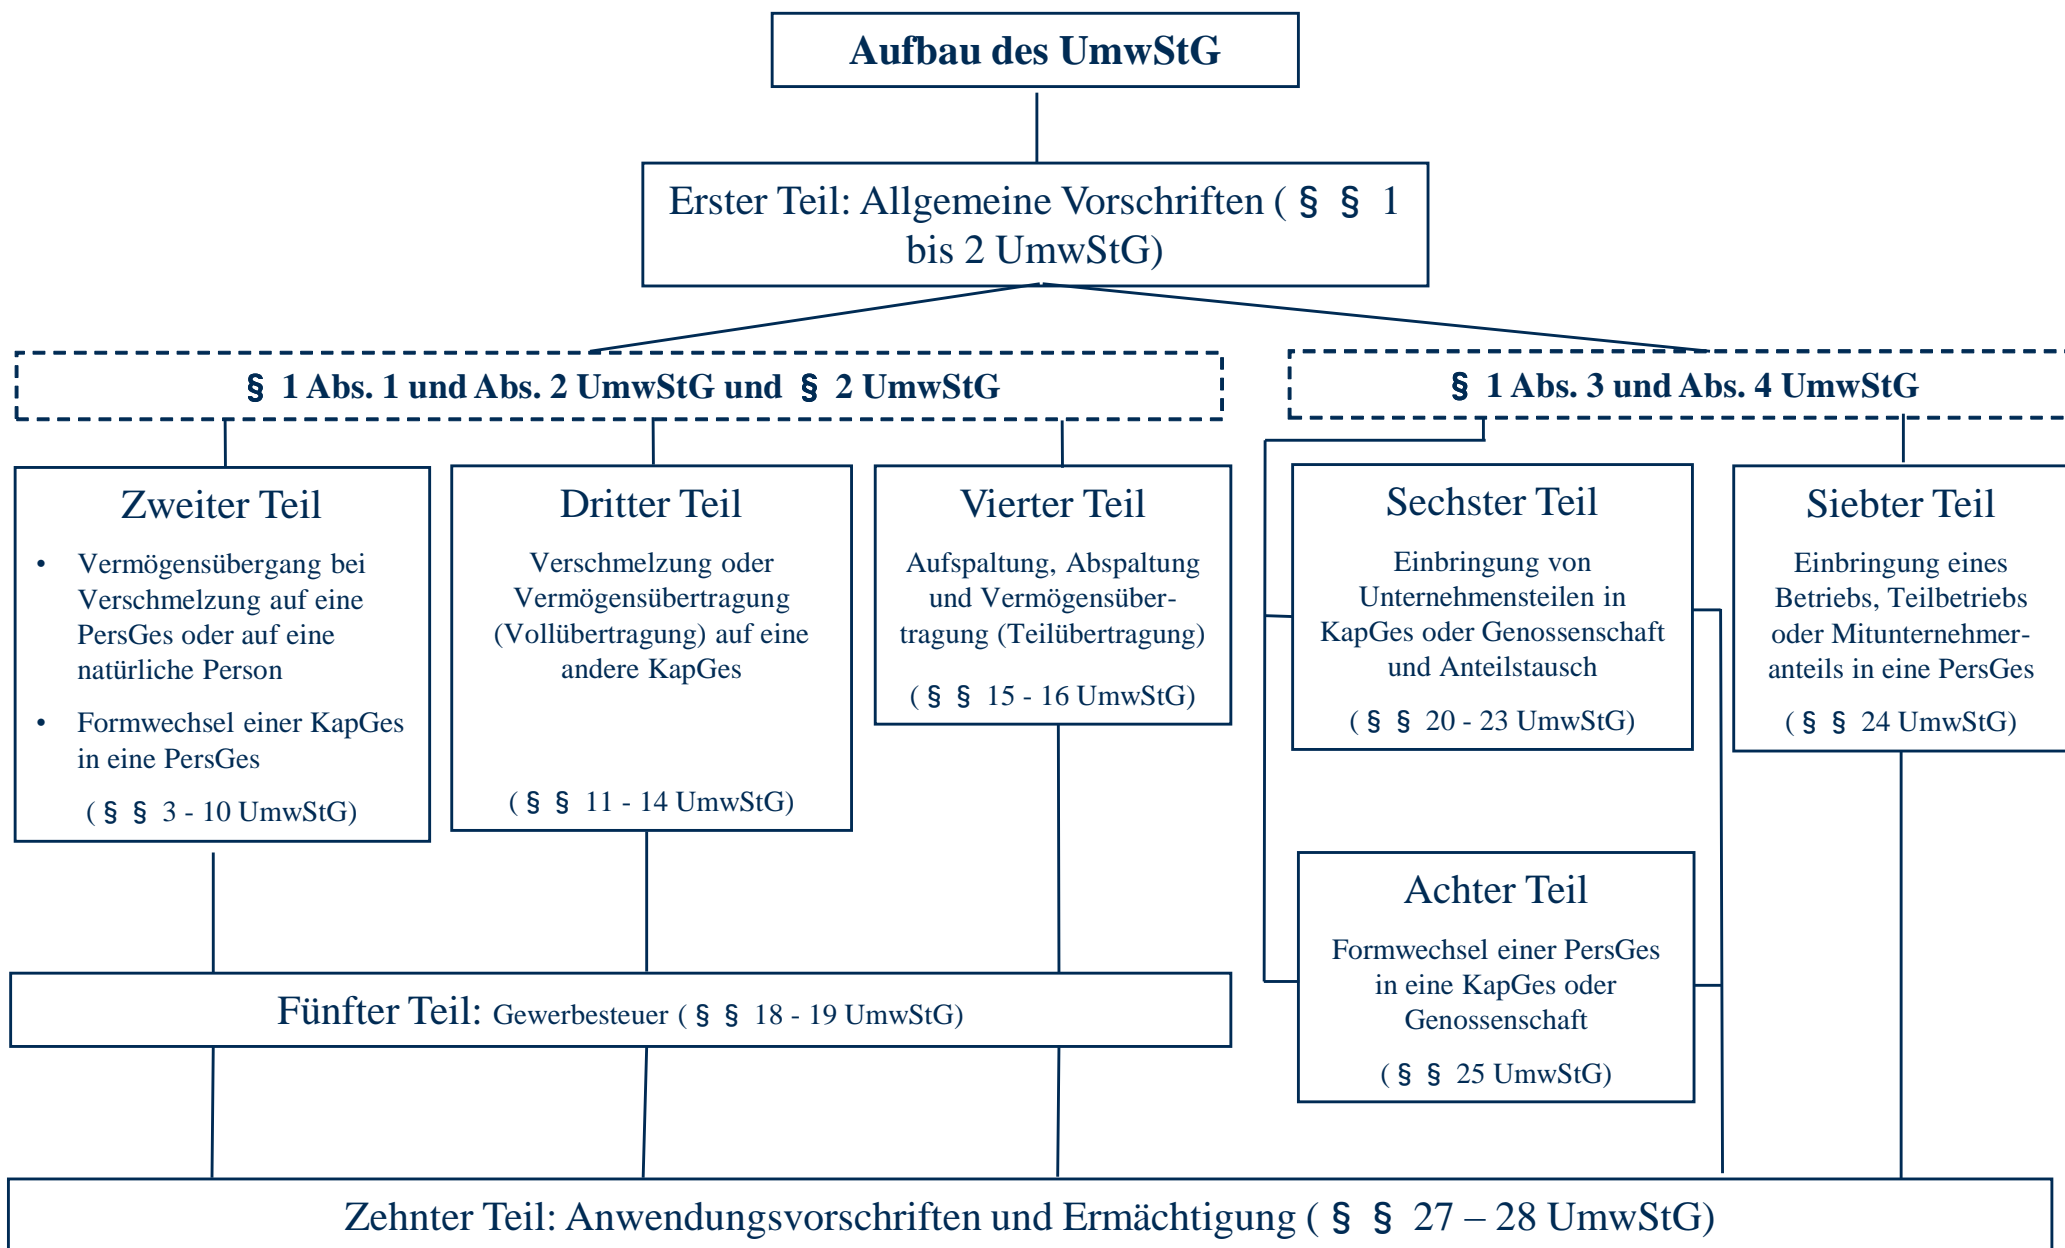 Aufbau des UmwStG
Erster Teil: Allgemeine Vorschriften ( § § 1
bis 2 UmwStG)
§ 1 Abs. 1 und Abs. 2 UmwStG und § 2 UmwStG
§ 1 Abs. 3 und Abs. 4 UmwStG
Zweiter Teil
• Vermögensübergang bei
Verschmelzung auf eine
PersGes oder auf eine
natürliche Person
• Formwechsel einer KapGes
in eine PersGes
( § § 3 - 10 UmwStG)
Dritter Teil
Verschmelzung oder
Vermögensübertragung
(Vollübertragung) auf eine
andere KapGes
( § § 11 - 14 UmwStG)
Vierter Teil
Aufspaltung, Abspaltung
und Vermögensüber-
tragung (Teilübertragung)
( § § 15 - 16 UmwStG)
Sechster Teil
Einbringung von
Unternehmensteilen in
KapGes oder Genossenschaft
und Anteilstausch
( § § 20 - 23 UmwStG)
Siebter Teil
Einbringung eines
Betriebs, Teilbetriebs
oder Mitunternehmer-
anteils in eine PersGes
( § § 24 UmwStG)
Achter Teil
Formwechsel einer PersGes
in eine KapGes oder
Genossenschaft
( § § 25 UmwStG)
Fünfter Teil: Gewerbesteuer ( § § 18 - 19 UmwStG)
Zehnter Teil: Anwendungsvorschriften und Ermächtigung ( § § 27 – 28 UmwStG)